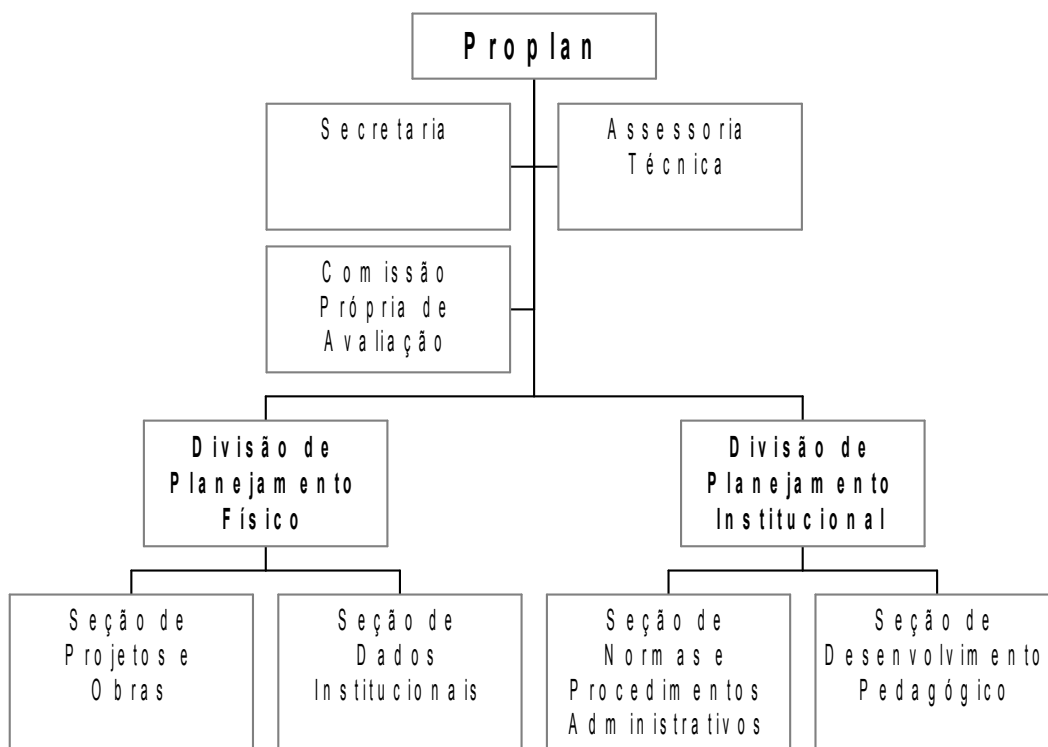 Proplan
Secretaria
Assessoria
Técnica
Comissão
Própria de
Avaliação
Divisão de
Planejamento
Físico
Divisão de
Planejamento
Institucional
Seção de
Projetos e
Obras
Seção de
Dados
Institucionais
Seção de
Normas e
Procedimentos
Administrativos
Seção de
Desenvolvimento
Pedagógico